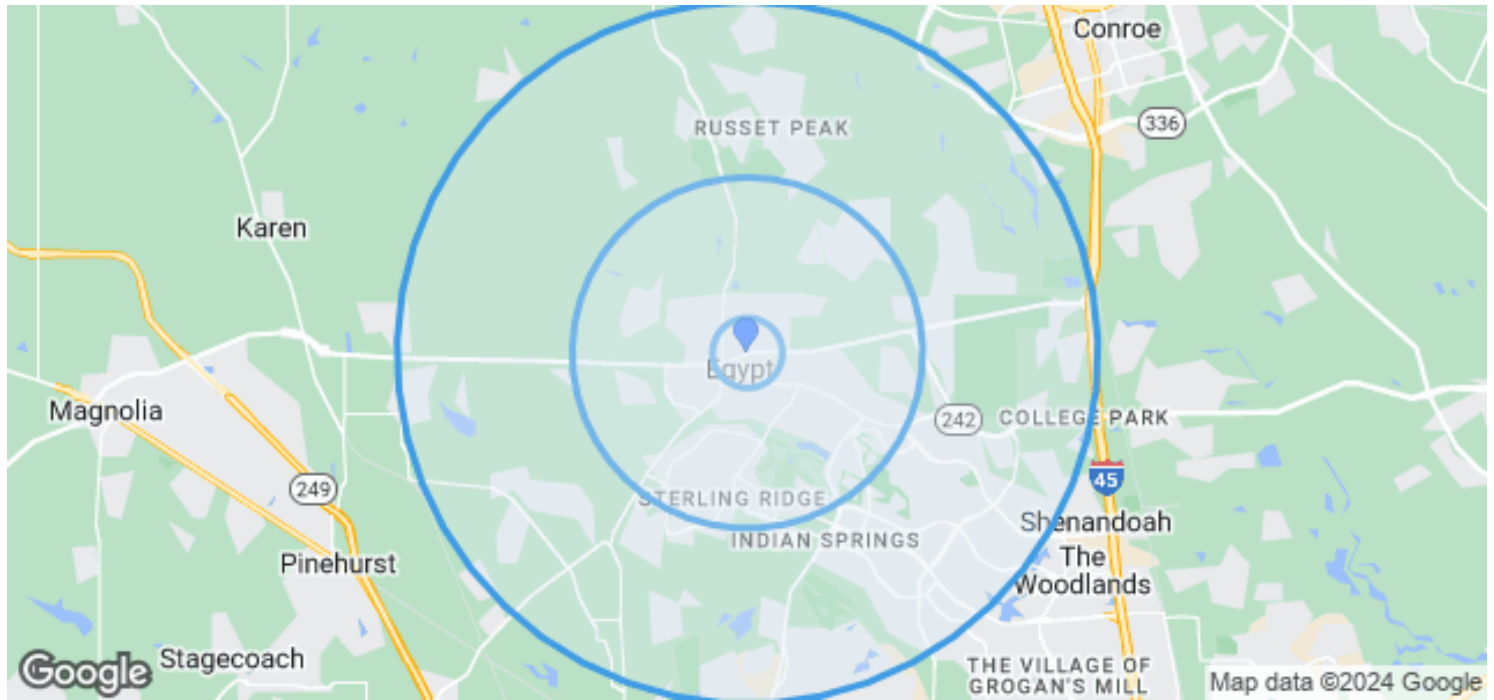 Conroe
RUSSET PEAK
336
Karen
Egypt
Magnolia
242
COLLEGE PARK
249
45
STERLING RIDGE
Shenandoah
INDIAN SPRINGS
Pinehurst
The
Woodlands
Stagecoach
THE VILLAGE OF
GROGAN'S MILL
Google
Map data ©2024 Google